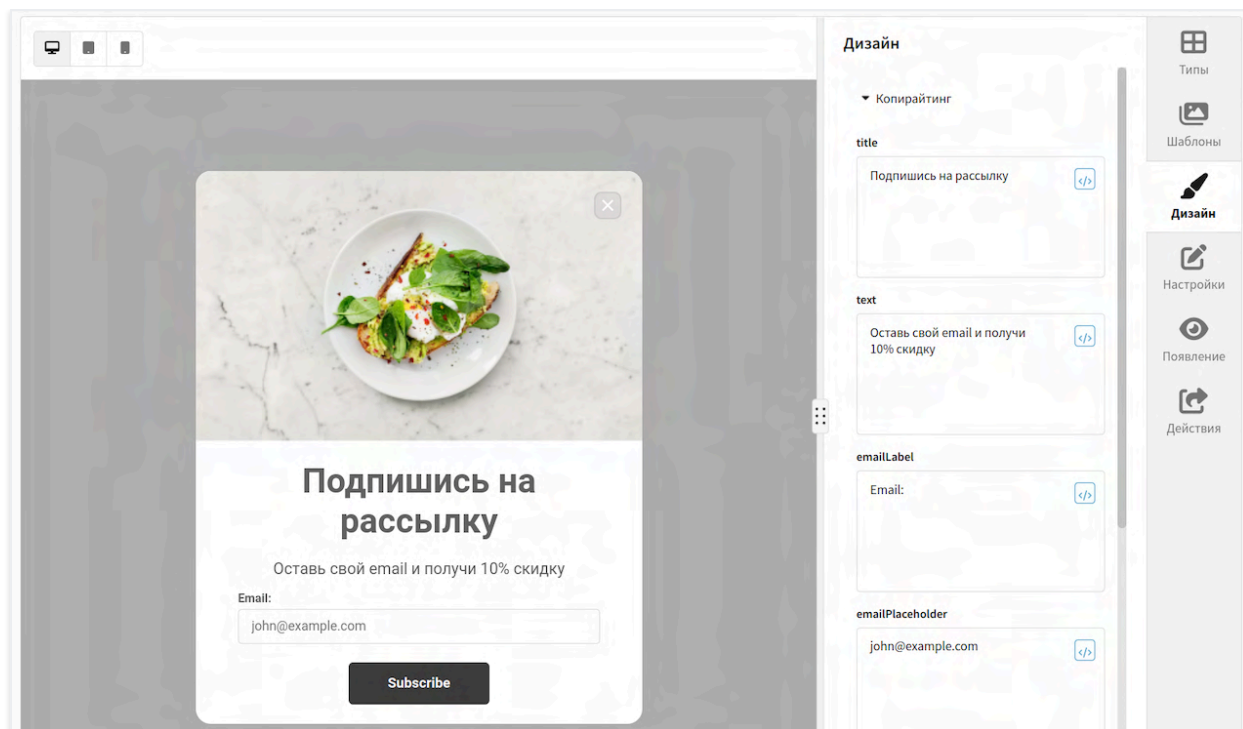 Дизайн
Копирайтинг
title
Подпишись на рассылку
</>
text
Оставь свой email и получи
10% скидку
</>
emailLabel
Email:
</>
emailPlaceholder
john@example.com
</>
Подпишись на
рассылку
Оставь свой email и получи 10% скидку
Email:
john@example.com
Subscribe
Типы
Шаблоны
Дизайн
Настройки
Появление
Действия